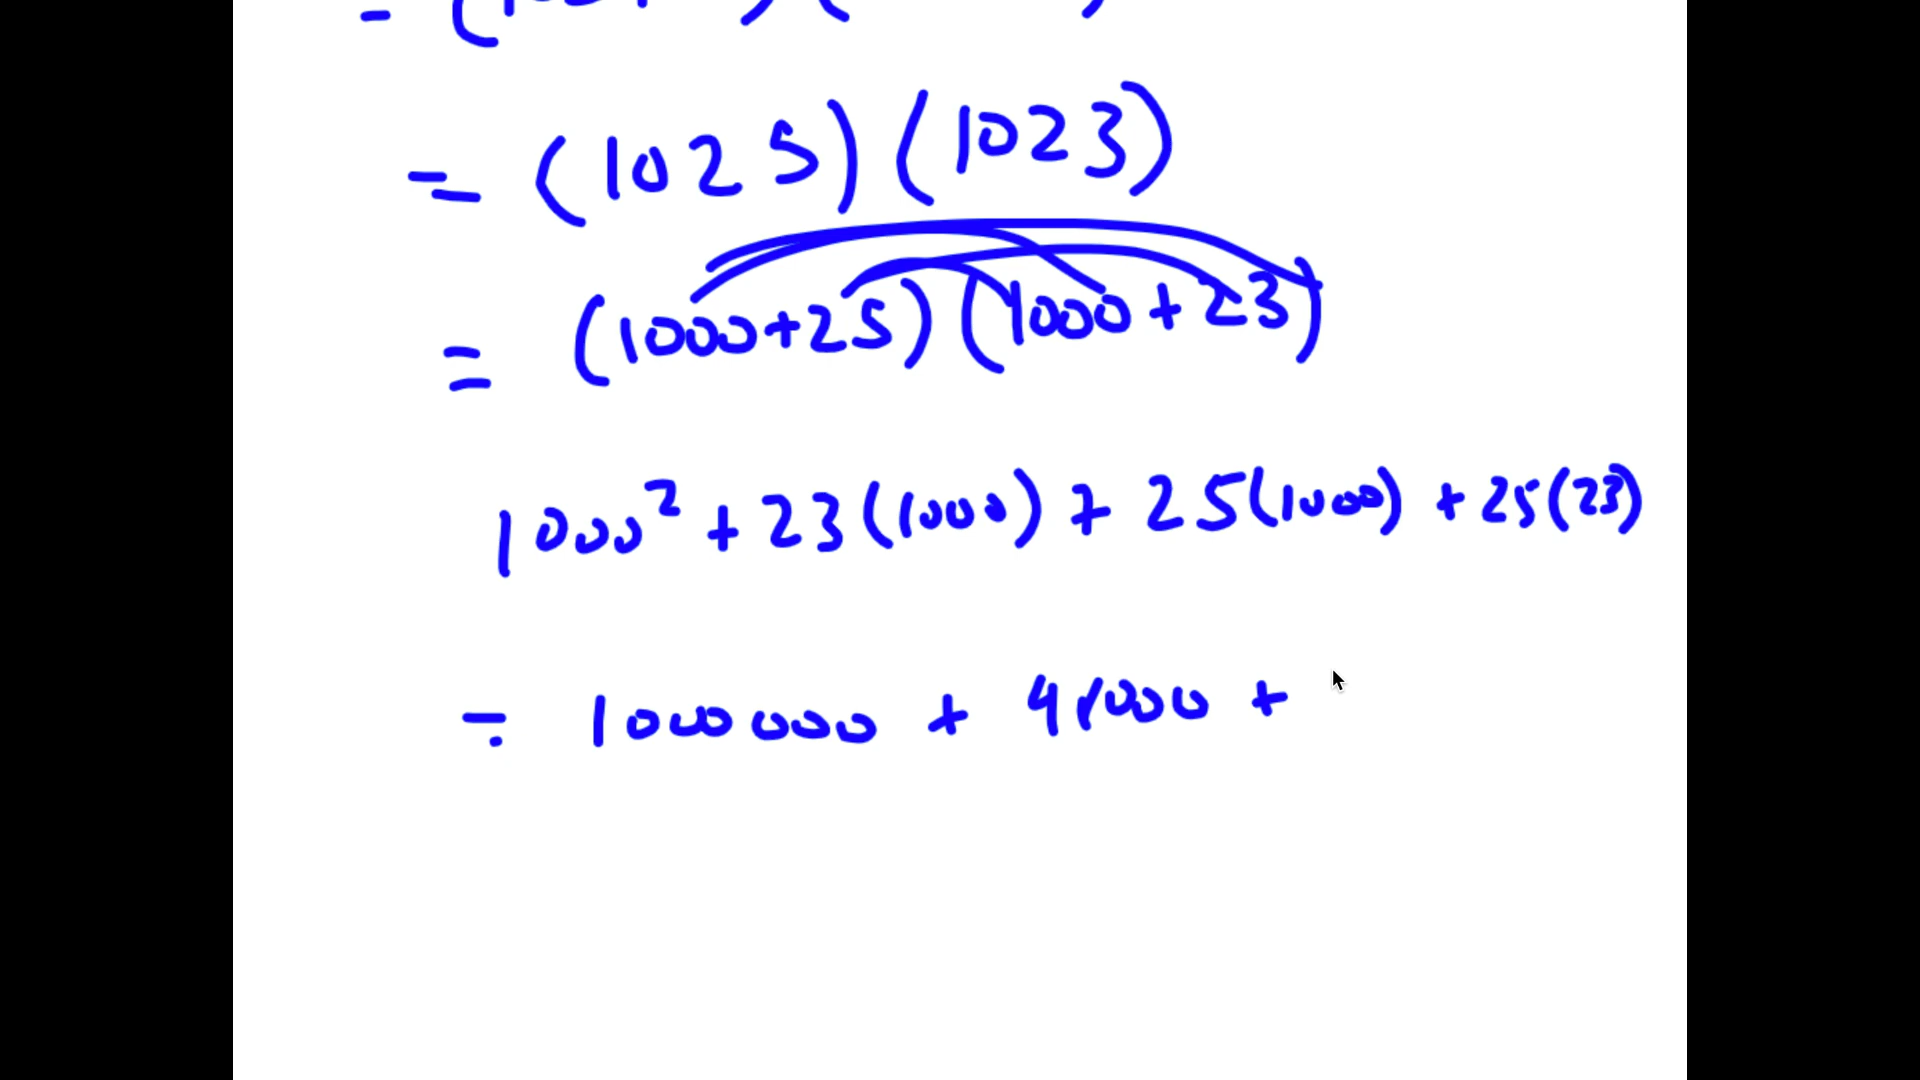 = (1025)(1023)
= (1000+25)(1000+23)
1000² + 23(1000) + 25(1000) + 25(23)
= 1000000 + 41000 +